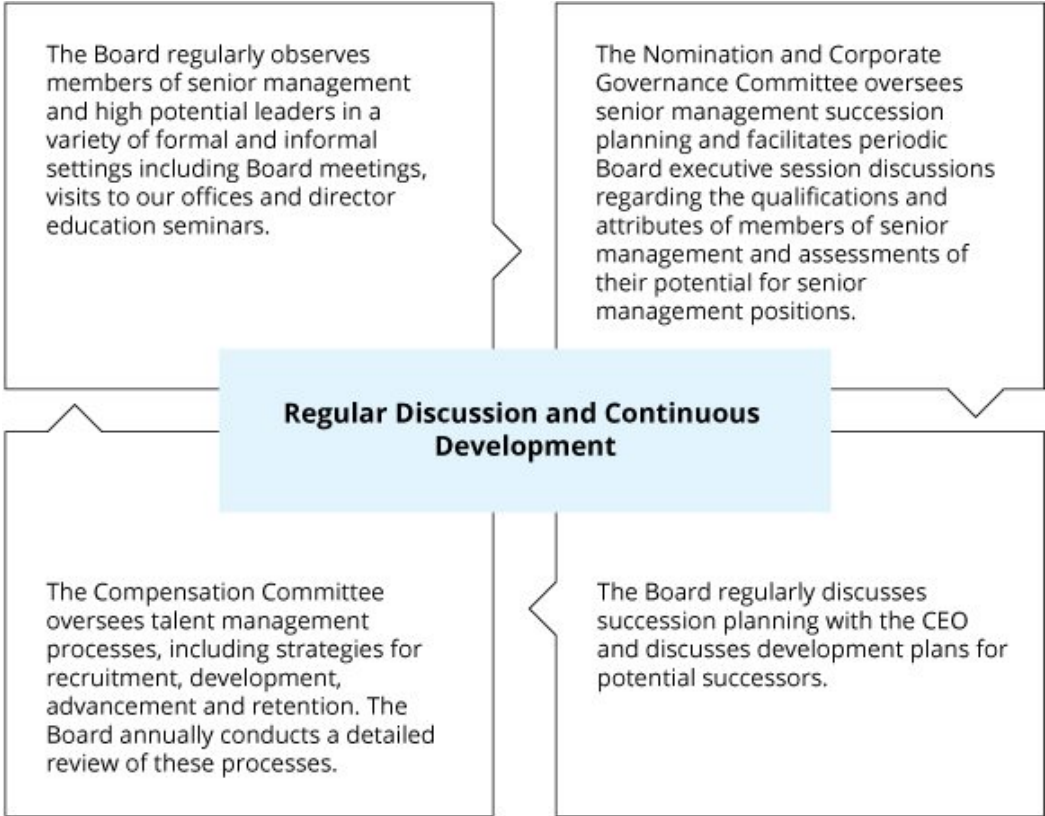 The Board regularly observes
members of senior management
and high potential leaders in a
variety of formal and informal
settings including Board meetings,
visits to our offices and director
education seminars.
The Nomination and Corporate
Governance Committee oversees
senior management succession
planning and facilitates periodic
Board executive session discussions
regarding the qualifications and
attributes of members of senior
management and assessments of
their potential for senior
management positions.
Regular Discussion and Continuous
Development
The Compensation Committee
oversees talent management
processes, including strategies for
recruitment, development,
advancement and retention. The
Board annually conducts a detailed
review of these processes.
The Board regularly discusses
succession planning with the CEO
and discusses development plans for
potential successors.